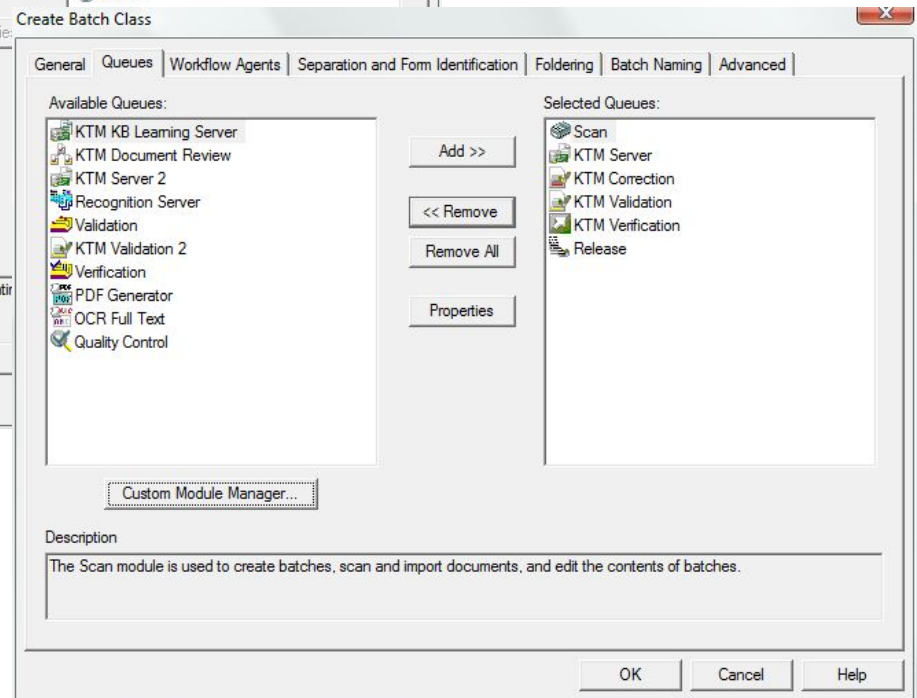 Create Batch Class
General Queues Workflow Agents Separation and Form Identification Foldering Batch Naming Advanced
Available Queues:
KTM KB Learning Server
KTM Document Review
KTM Server 2
Recognition Server
Validation
KTM Validation 2
Verification
PDF Generator
OCR Full Text
Quality Control
Add >>
<< Remove
Remove All
Properties
Selected Queues:
Scan
KTM Server
KTM Correction
KTM Validation
KTM Verification
Release
Custom Module Manager...
Description
The Scan module is used to create batches, scan and import documents, and edit the contents of batches.
OK Cancel Help